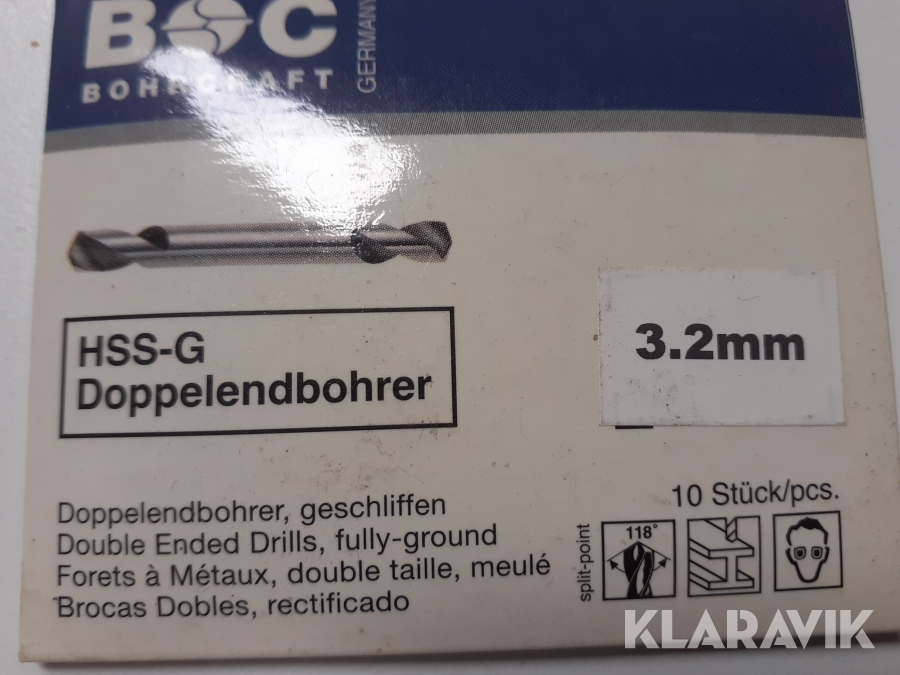 BOC
BOHRCRAFT
GERMANY
HSS-G
Doppelendbohrer
3.2mm
Doppelendbohrer, geschliffen
Double Ended Drills, fully-ground
Forets à Métaux, double taille, meulé
Brocas Dobles, rectificado
10 Stück/pcs.
split-point
118°
KLARAVIK